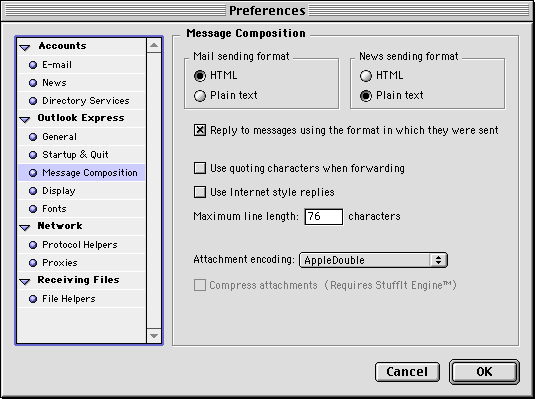 Preferences
Accounts
E-mail
News
Directory Services
Outlook Express
General
Startup & Quit
Message Composition
Display
Fonts
Network
Protocol Helpers
Proxies
Receiving Files
File Helpers
Message Composition
Mail sending format
HTML
Plain text
News sending format
HTML
Plain text
Reply to messages using the format in which they were sent
Use quoting characters when forwarding
Use Internet style replies
Maximum line length: 76 characters
Attachment encoding: AppleDouble
Compress attachments (Requires StuffIt Engine™)
Cancel
OK